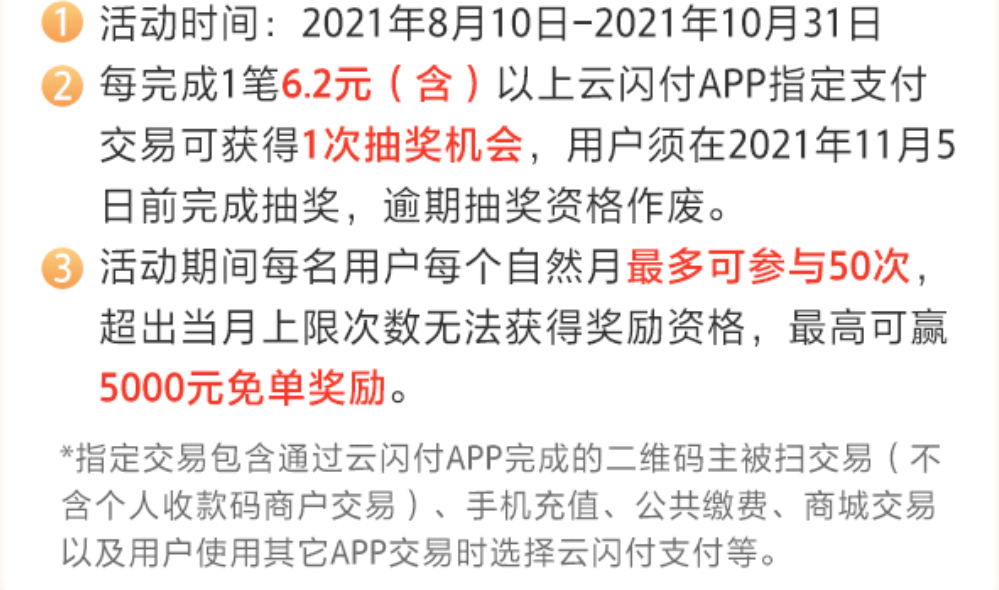 1 活动时间：2021年8月10日-2021年10月31日
2 每完成1笔6.2元（含）以上云闪付APP指定支付
交易可获得1次抽奖机会，用户须在2021年11月5
日前完成抽奖，逾期抽奖资格作废。
3 活动期间每名用户每个自然月最多可参与50次，
超出当月上限次数无法获得奖励资格，最高可赢
5000元免单奖励。
*指定交易包含通过云闪付APP完成的二维码主被扫交易（不
含个人收款码商户交易）、手机充值、公共缴费、商城交易
以及用户使用其它APP交易时选择云闪付支付等。